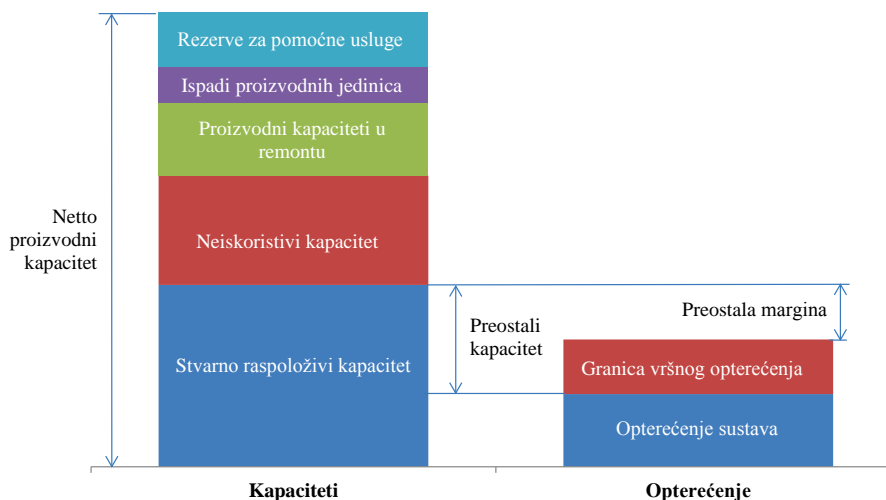 Rezerve za pomoćne usluge
Ispadi proizvodnih jedinica
Proizvodni kapaciteti u
remontu
Netto
proizvodni
kapacitet
Neiskoristivi kapacitet
Preostala margina
Preostali
kapacitet
Stvarno raspoloživi kapacitet
Granica vršnog opterećenja
Opterećenje sustava
Kapaciteti
Opterećenje